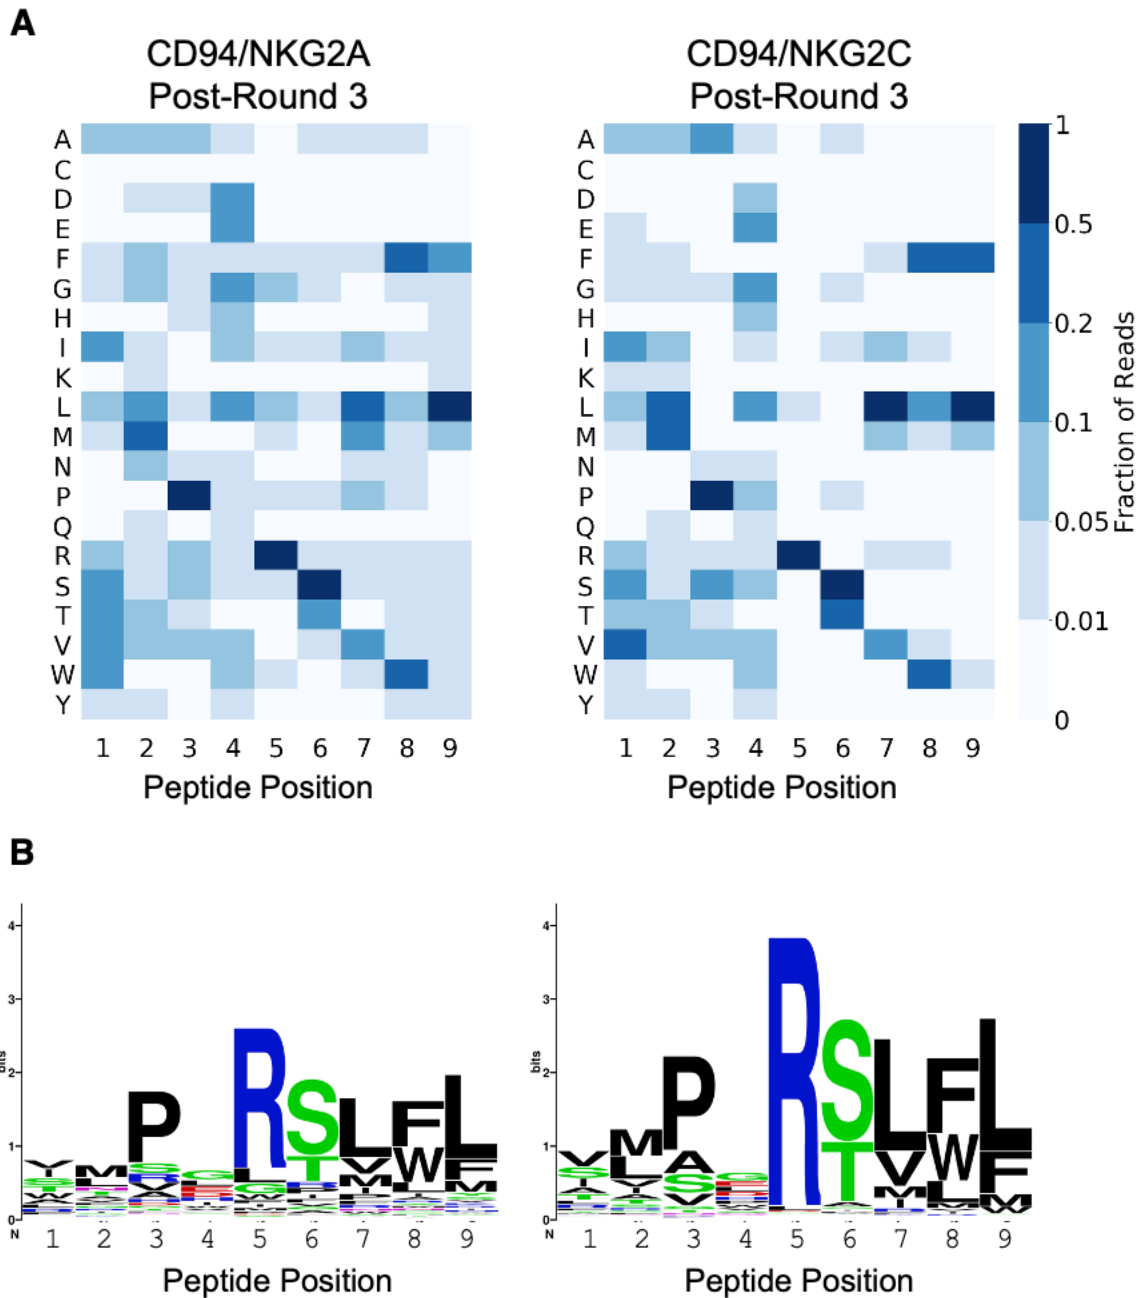 A
CD94/NKG2A
Post-Round 3
CD94/NKG2C
Post-Round 3
A
C
D
E
F
G
H
I
K
L
M
N
P
Q
R
S
T
V
W
Y
1 2 3 4 5 6 7 8 9
Peptide Position
A
C
D
E
F
G
H
I
K
L
M
N
P
Q
R
S
T
V
W
Y
1 2 3 4 5 6 7 8 9
Peptide Position
1
0.5
0.2
0.1
0.05
0.01
0
Fraction of Reads
B
bits
4
3
2
1
0
N
P
R
S
T
L
V
M
F
W
L
F
M
1 2 3 4 5 6 7 8 9
Peptide Position
bits
4
3
2
1
0
N
V
S
M
L
P
A
S
V
R
S
T
L
V
M
F
W
L
L
F
M
1 2 3 4 5 6 7 8 9
Peptide Position